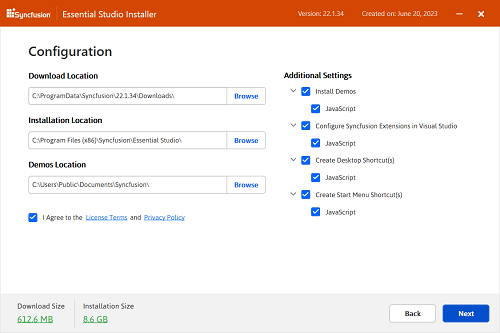 Syncfusion Essential Studio Installer Version: 22.1.34 Created on: June 20, 2023
Configuration
Download Location
C:\ProgramData\Syncfusion\22.1.34\Downloads\ Browse
Installation Location
C:\Program Files (x86)\Syncfusion\Essential Studio\ Browse
Demos Location
C:\Users\Public\Documents\Syncfusion\ Browse
I Agree to the License Terms and Privacy Policy
Additional Settings
Install Demos
JavaScript
Configure Syncfusion Extensions in Visual Studio
JavaScript
Create Desktop Shortcut(s)
JavaScript
Create Start Menu Shortcut(s)
JavaScript
Download Size Installation Size
612.6 MB 8.6 GB
Back Next